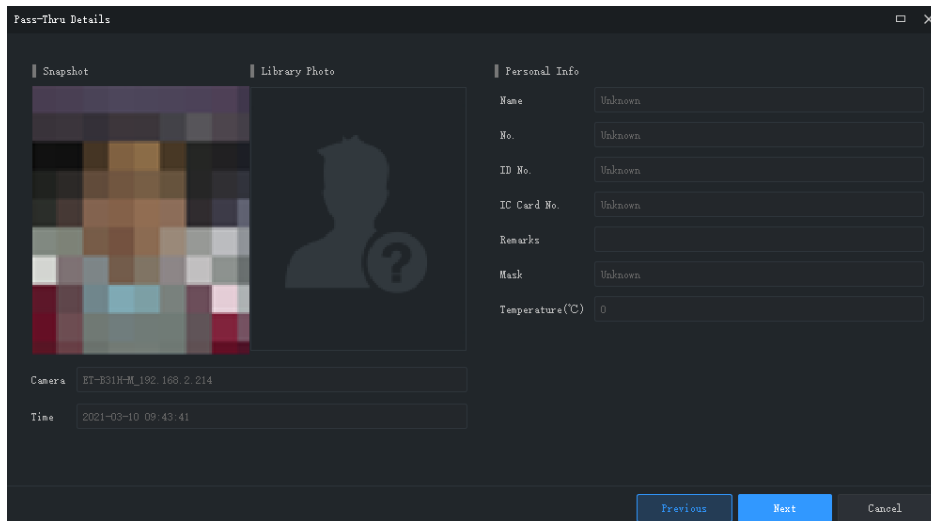 Pass-Thru Details
Snapshot
Library Photo
Personal Info
Name Unknown
No. Unknown
ID No. Unknown
IC Card No. Unknown
Remarks
Mask Unknown
Temperature(℃) 0
?
Camera ET-B31H-M_192.168.2.214
Time 2021-03-10 09:43:41
Previous Next Cancel